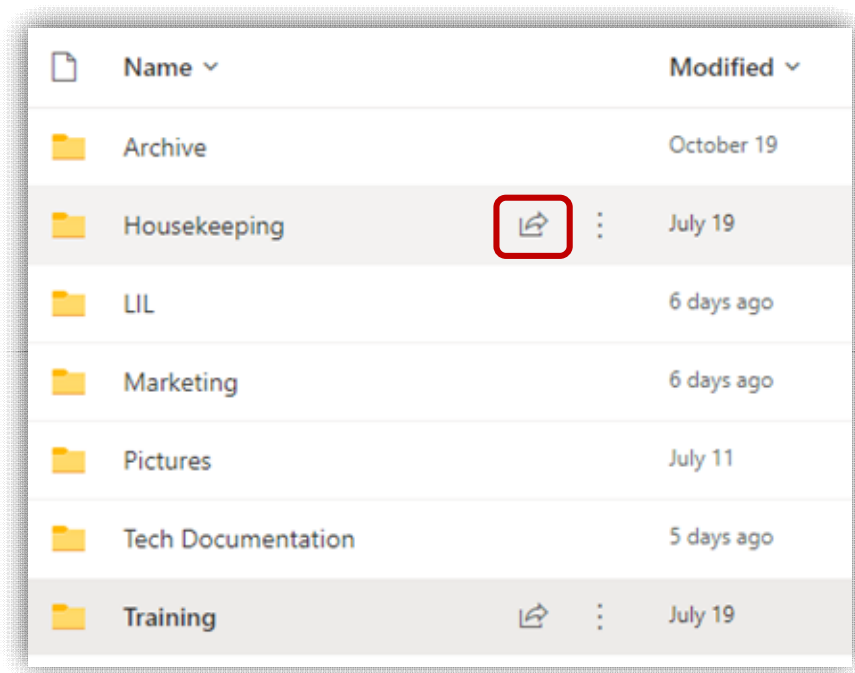 Name Modified
Archive October 19
Housekeeping July 19
LIL 6 days ago
Marketing 6 days ago
Pictures July 11
Tech Documentation 5 days ago
Training July 19